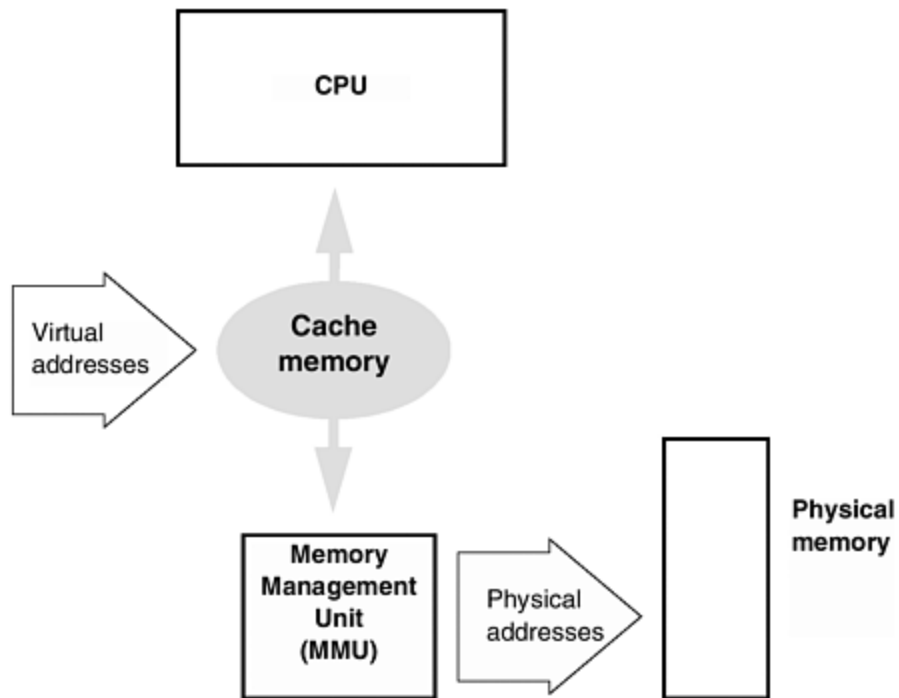 CPU
Virtual
addresses
Cache
memory
Memory
Management
Unit
(MMU)
Physical
addresses
Physical
memory